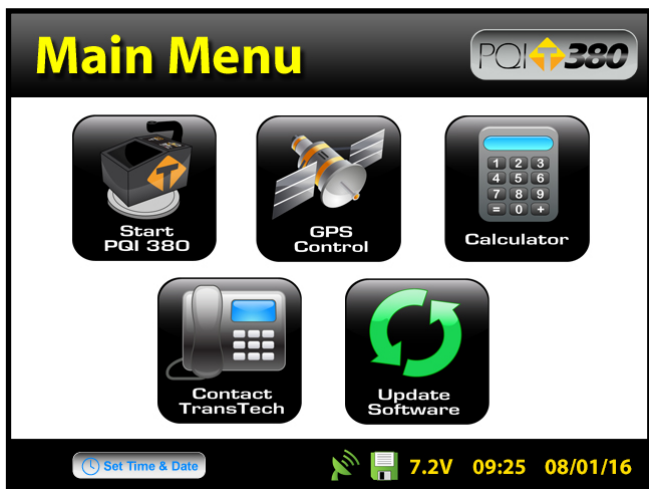 Main Menu
PQI T 380
Start
PQI 380
T
GPS
Control
1 2 3
4 5 6
7 8 9
= 0 +
Calculator
Contact
TransTech
Update
Software
Set Time & Date
7.2V 09:25 08/01/16